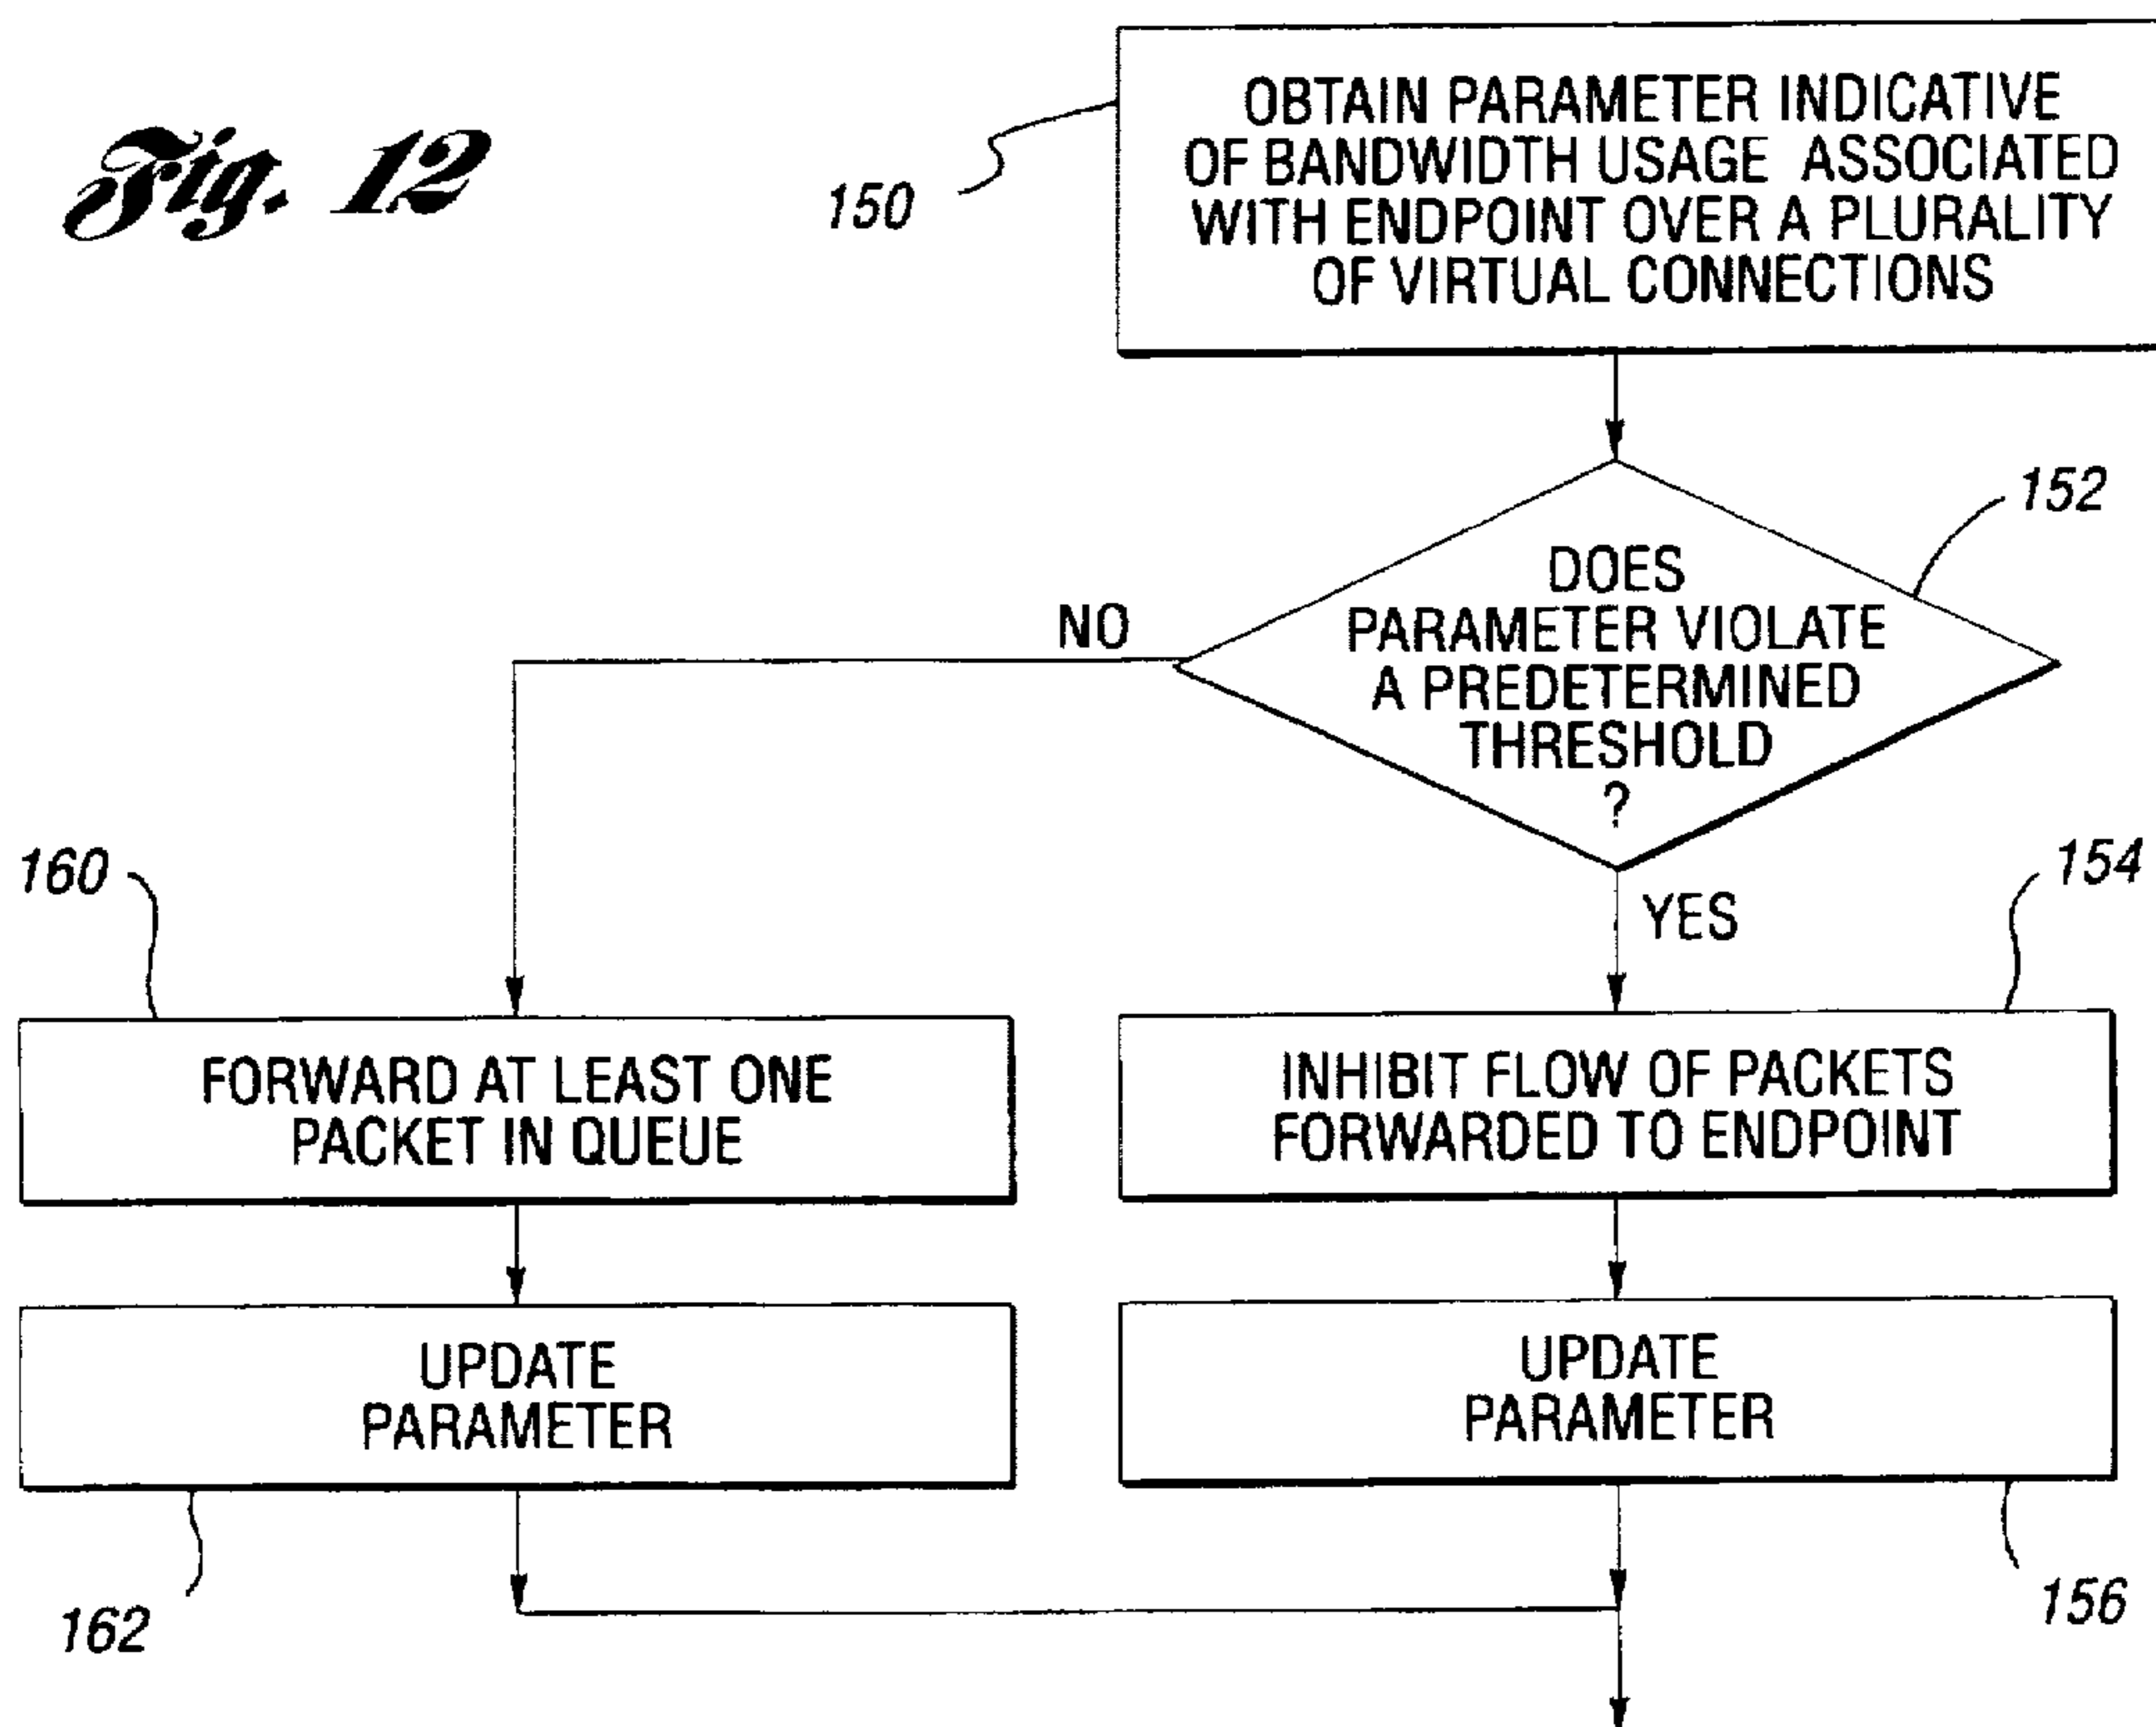 Fig. 12
150
OBTAIN PARAMETER INDICATIVE
OF BANDWIDTH USAGE ASSOCIATED
WITH ENDPOINT OVER A PLURALITY
OF VIRTUAL CONNECTIONS
152
DOES
PARAMETER VIOLATE
A PREDETERMINED
THRESHOLD
?
NO
YES
160
FORWARD AT LEAST ONE
PACKET IN QUEUE
154
INHIBIT FLOW OF PACKETS
FORWARDED TO ENDPOINT
UPDATE
PARAMETER
162
UPDATE
PARAMETER
156